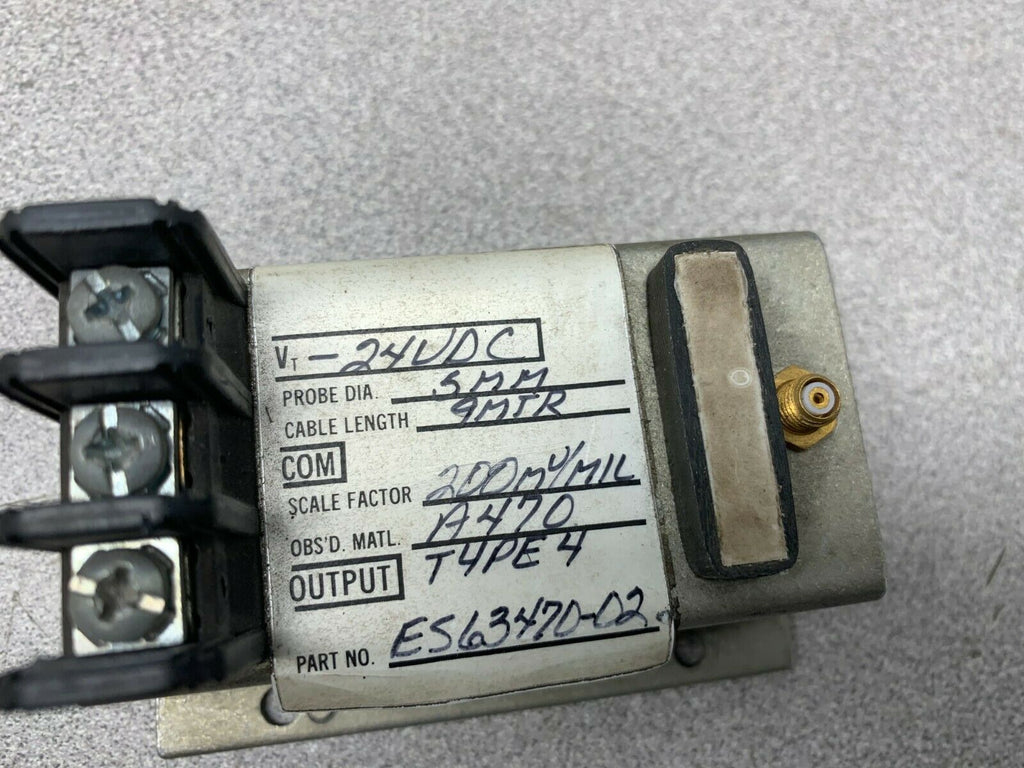 VT -24VDC
PROBE DIA. 5MM
CABLE LENGTH 9MTR
COM
SCALE FACTOR 200mV/MIL
OBS'D. MATL. A470
OUTPUT TYPE 4
PART NO. ES63470-02